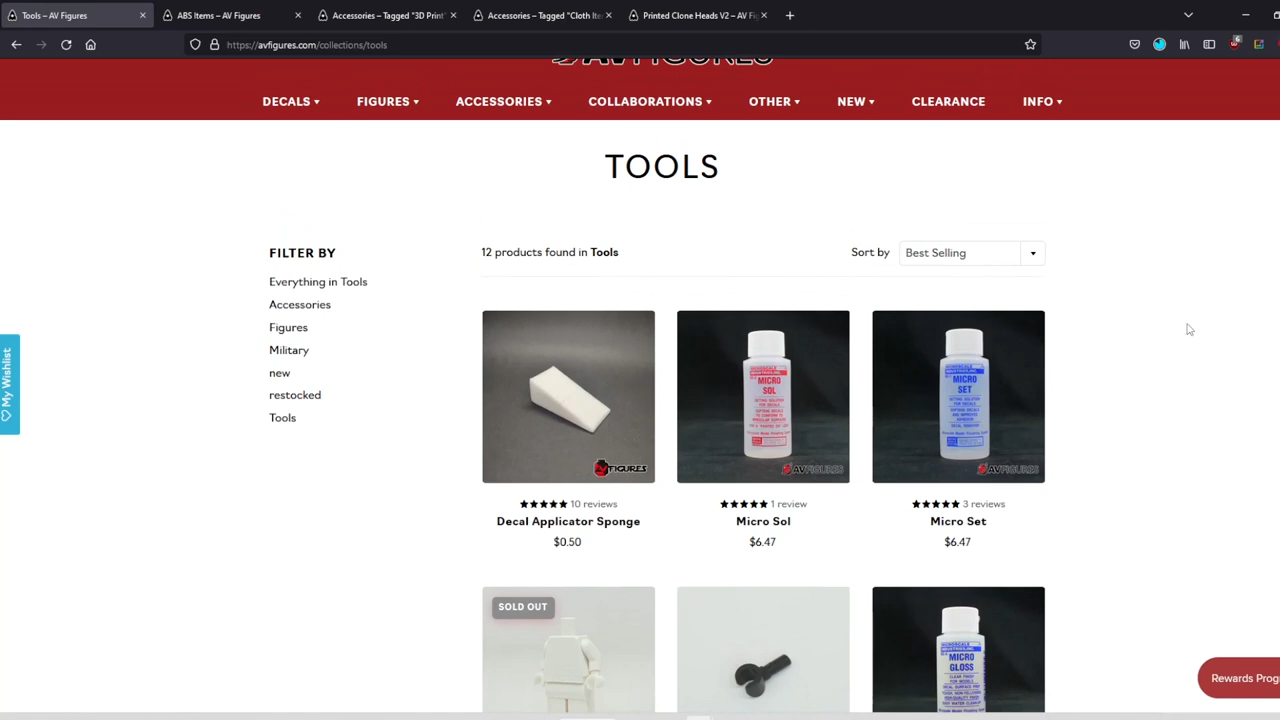 Tools – AV Figures
ABS Items – AV Figures
Accessories – Tagged "3D Print"
Accessories – Tagged "Cloth Ite
Printed Clone Heads V2 – AV Fig
https://avfigures.com/collections/tools
6
AVFIGURES
DECALS
FIGURES
ACCESSORIES
COLLABORATIONS
OTHER
NEW
CLEARANCE
INFO
TOOLS
FILTER BY
Everything in Tools
Accessories
Figures
Military
new
restocked
Tools
My Wishlist
12 products found in Tools
Sort by
Best Selling
FIGURES
★★★★★ 10 reviews
Decal Applicator Sponge
$0.50
MICRO
SOL
AVFIGURES
★★★★★ 1 review
Micro Sol
$6.47
MICRO
SET
AVFIGURES
★★★★★ 3 reviews
Micro Set
$6.47
SOLD OUT
MICRO
GLOSS
Rewards Prog